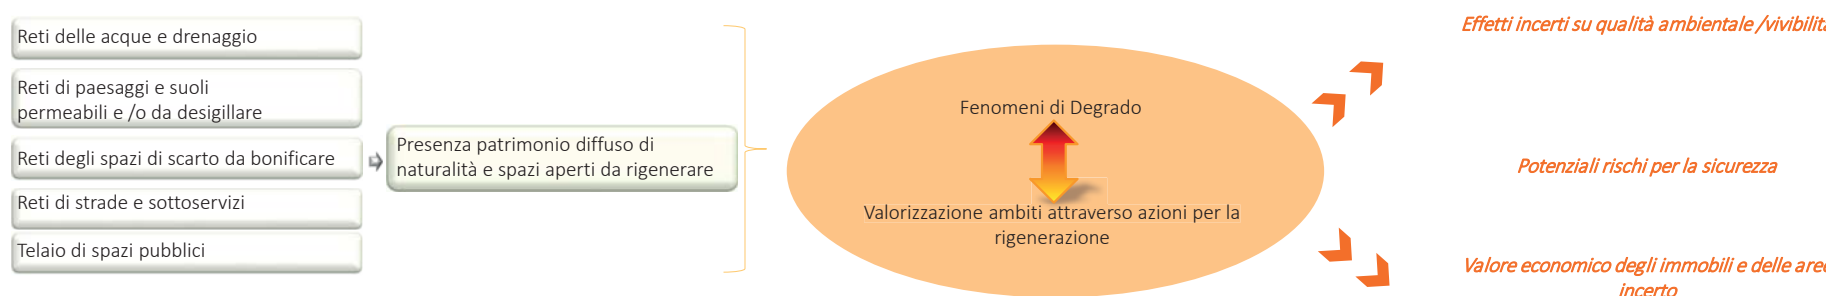 Reti delle acque e drenaggio
Reti di paesaggi e suoli
permeabili e /o da desigillare
Reti degli spazi di scarto da bonificare
Reti di strade e sottoservizi
Telaio di spazi pubblici
Presenza patrimonio diffuso di
naturalità e spazi aperti da rigenerare
Fenomeni di Degrado
Valorizzazione ambiti attraverso azioni per la
rigenerazione
Effetti incerti su qualità ambientale /vivibilità
Potenziali rischi per la sicurezza
Valore economico degli immobili e delle aree
incerto